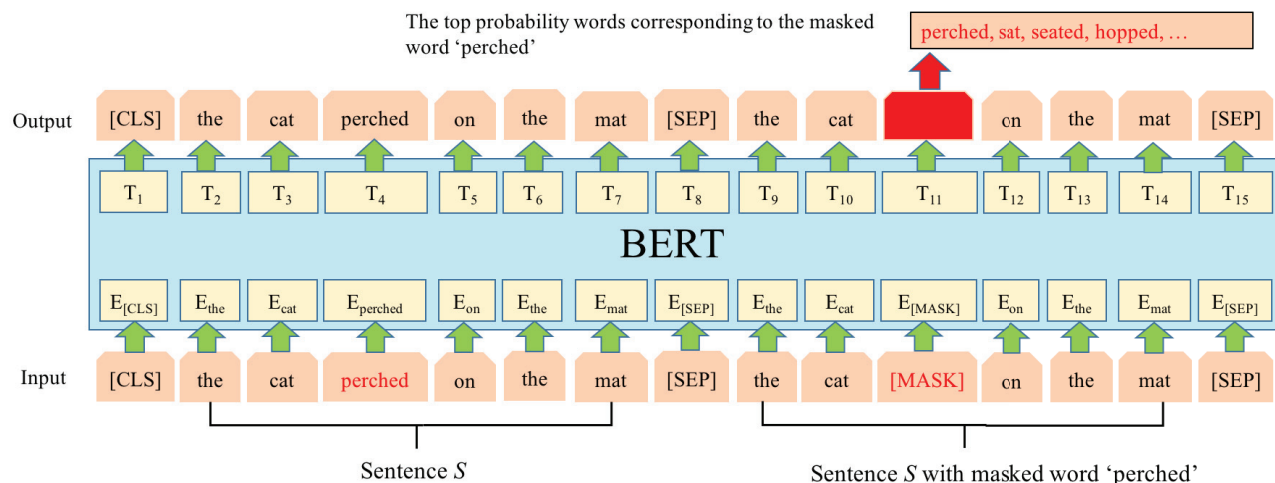 The top probability words corresponding to the masked
word ‘perched’
perched, sat, seated, hopped, …
Output [CLS] the cat perched on the mat [SEP] the cat on the mat [SEP]
T1 T2 T3 T4 T5 T6 T7 T8 T9 T10 T11 T12 T13 T14 T15
BERT
E[CLS] Ethe Ecat Eperched Eon Ethe Emat E[SEP] Ethe Ecat E[MASK] Eon Ethe Emat E[SEP]
Input [CLS] the cat perched on the mat [SEP] the cat [MASK] on the mat [SEP]
Sentence S
Sentence S with masked word ‘perched’